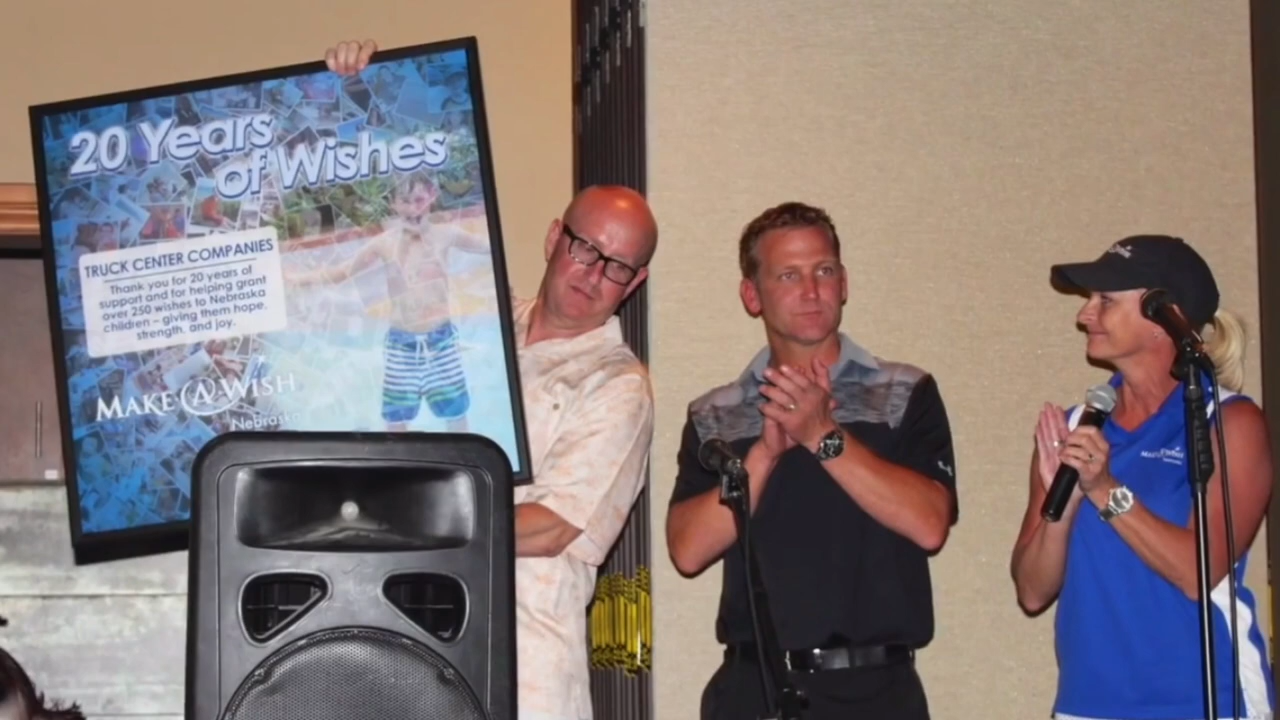 20 Years
of Wishes
TRUCK CENTER COMPANIES
Thank you for 20 years of
support and for helping grant
over 250 wishes to Nebraska
children – giving them hope,
strength, and joy.
MAKE A WISH
Nebraska